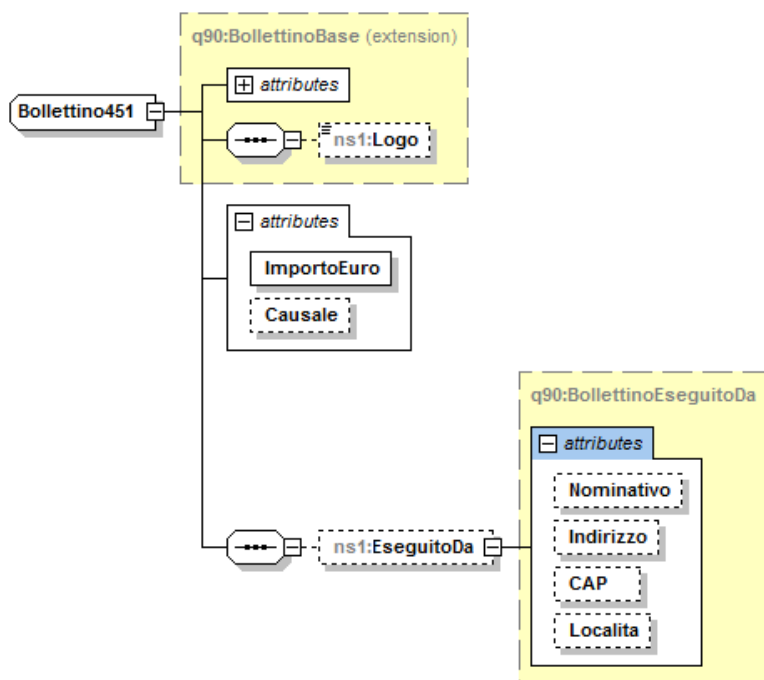 q90:BollettinoBase (extension)
Bollettino451
attributes
ns1:Logo
attributes
ImportoEuro
Causale
q90:BollettinoEseguitoDa
attributes
Nominativo
Indirizzo
CAP
Localita
ns1:EseguitoDa